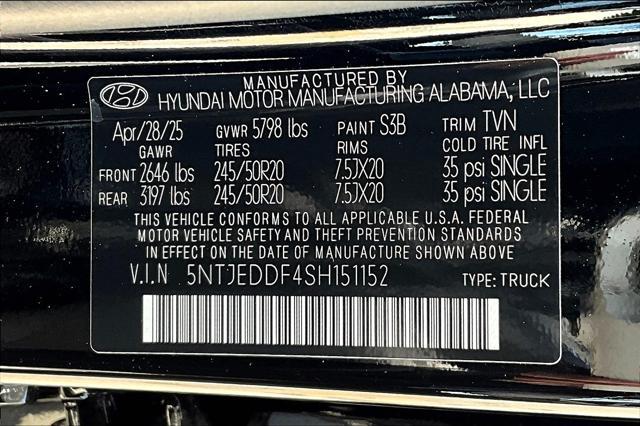 MANUFACTURED BY
HYUNDAI MOTOR MANUFACTURING ALABAMA, LLC
Apr/28/25 GVWR 5798 lbs PAINT S3B TRIM TVN
GAWR TIRES RIMS COLD TIRE INFL
FRONT 2646 lbs 245/50R20 7.5JX20 35 psi SINGLE
REAR 3197 lbs 245/50R20 7.5JX20 35 psi SINGLE
THIS VEHICLE CONFORMS TO ALL APPLICABLE U.S.A. FEDERAL
MOTOR VEHICLE SAFETY AND THEFT PREVENTION STANDARDS
IN EFFECT ON THE DATE OF MANUFACTURE SHOWN ABOVE
V.I.N 5NTJEDDF4SH151152 TYPE: TRUCK